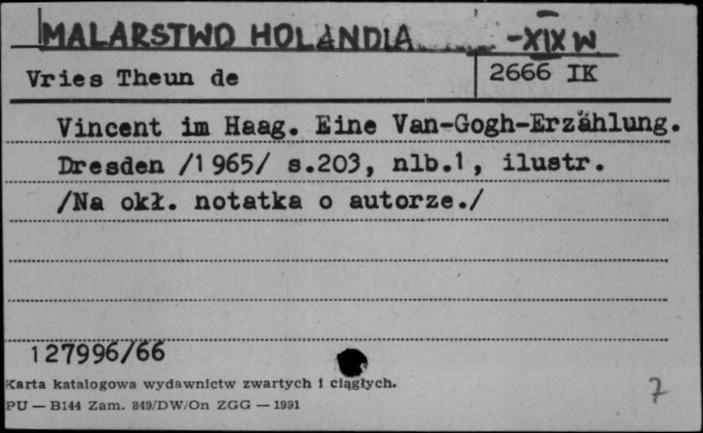 MALARSTWO HOLANDIA - XIX W
Vries Theun de 2666 IK
Vincent im Haag. Eine Van-Gogh-Erzählung.
Dresden /1965/ s.203, nlb.1, ilustr.
/Na okł. notatka o autorze./
127996/66
Karta katalogowa wydawnictw zwartych i ciągłych.
PU — B144 Zam. 849/DW/On ZGG — 1991
7